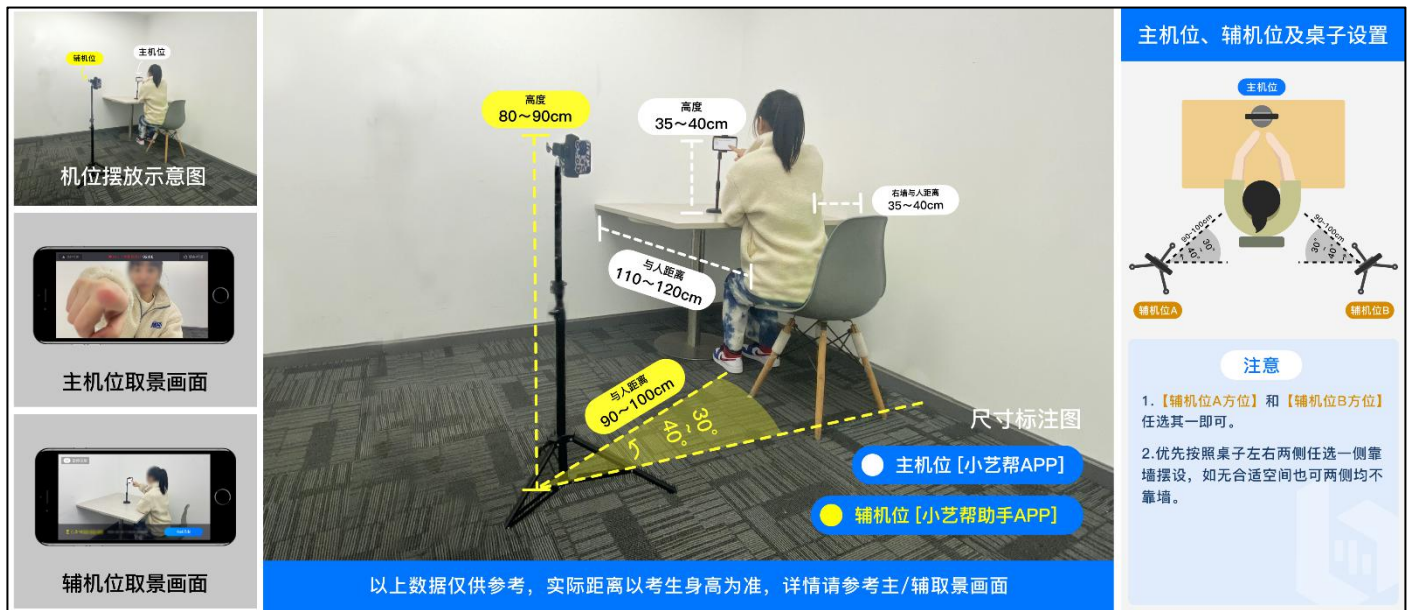 辅机位
主机位
机位摆放示意图
主机位取景画面
辅机位取景画面
高度
80～90cm
高度
35～40cm
右墙与人距离
35～40cm
与人距离
110～120cm
与人距离
90～100cm
30°
~
40°
尺寸标注图
主机位 [小艺帮APP]
辅机位 [小艺帮助手APP]
以上数据仅供参考，实际距离以考生身高为准，详情请参考主/辅取景画面
主机位、辅机位及桌子设置
主机位
90~100cm
30°
~
40°
90~100cm
30°
~
40°
辅机位A
辅机位B
注意
1.【辅机位A方位】和【辅机位B方位】
任选其一即可。
2.优先按照桌子左右两侧任选一侧靠
墙摆设，如无合适空间也可两侧均不
靠墙。